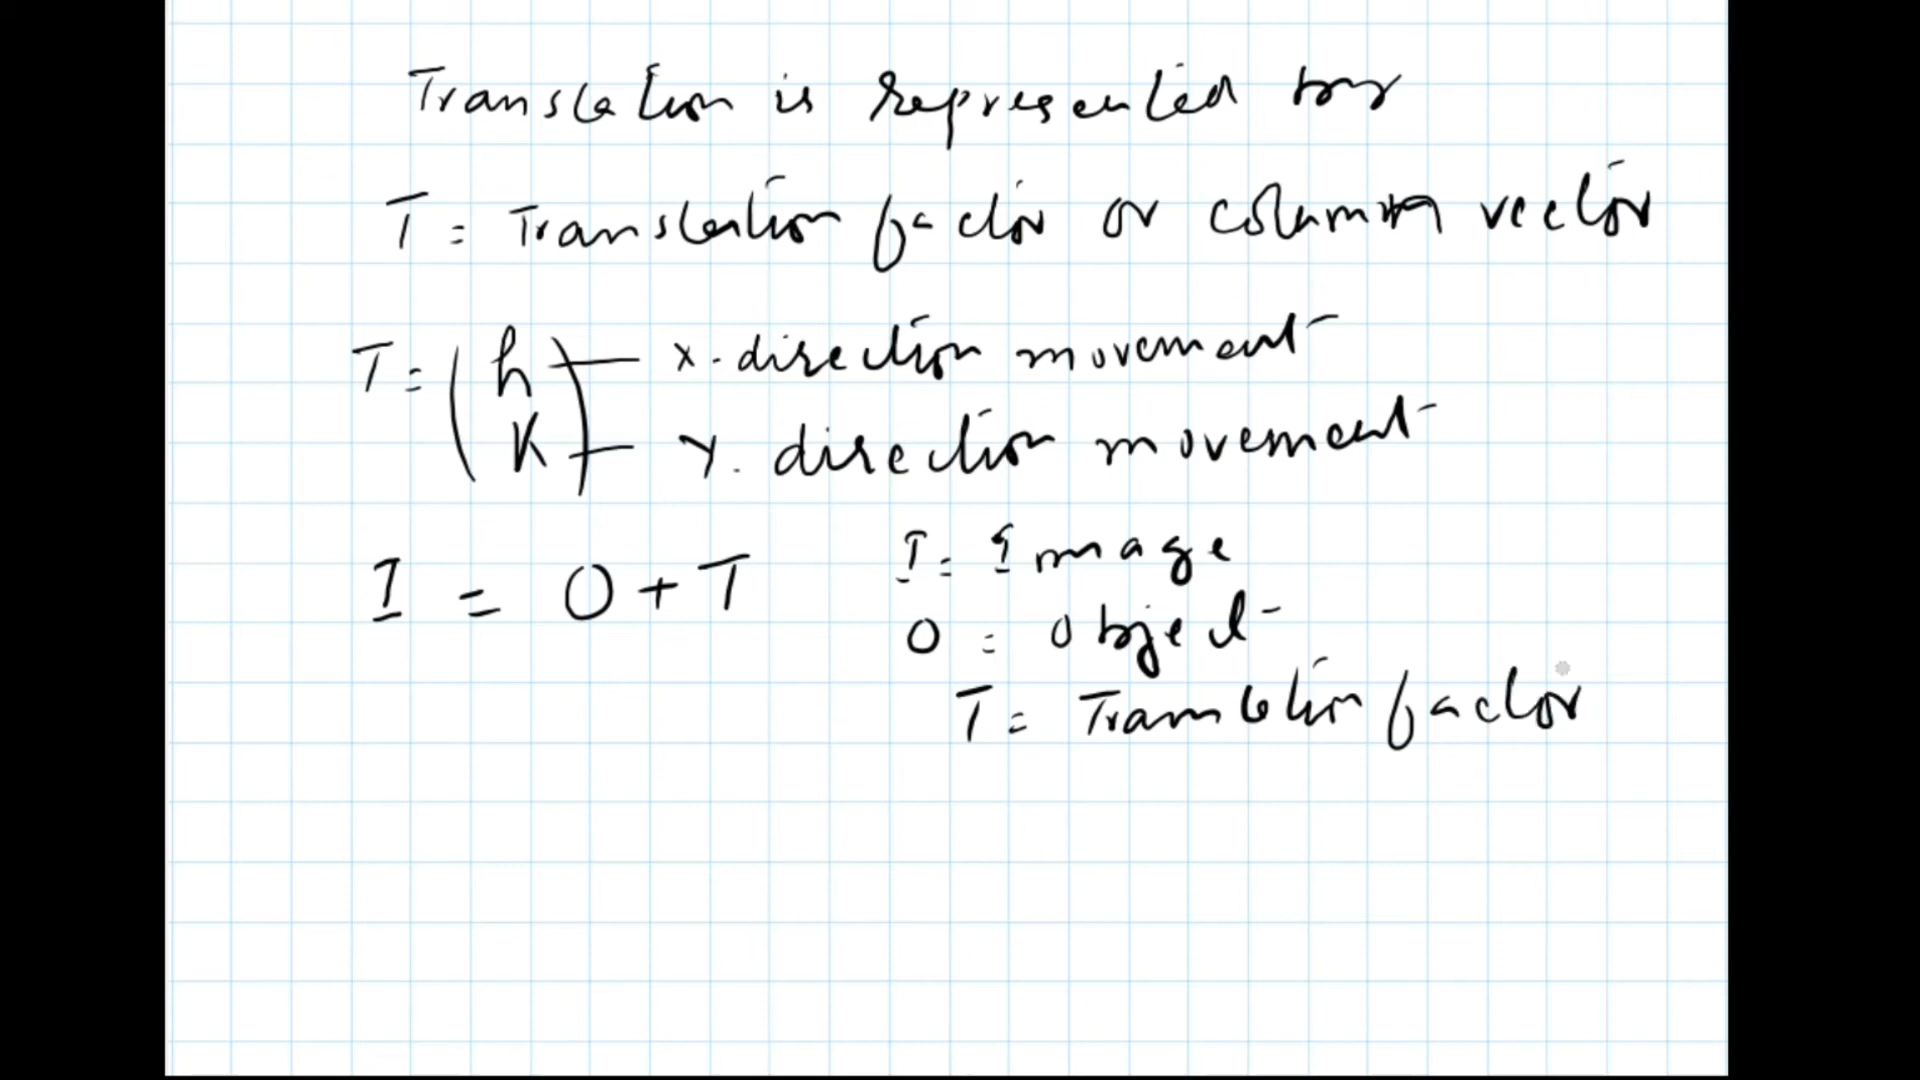 Translation is represented by
T = Translation factor or column vector
T = ( h — x-direction movement
K ) — Y. direction movement
I = O + T
I = Image
O = Object
T = Translation factor